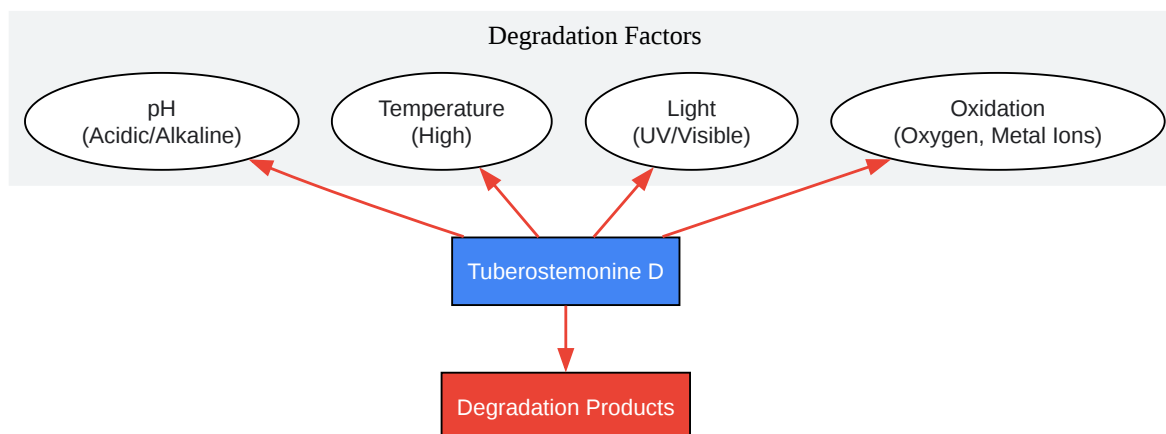 Degradation Factors
pH
(Acidic/Alkaline)
Temperature
(High)
Light
(UV/Visible)
Oxidation
(Oxygen, Metal Ions)
Tuberostemonine D
Degradation Products